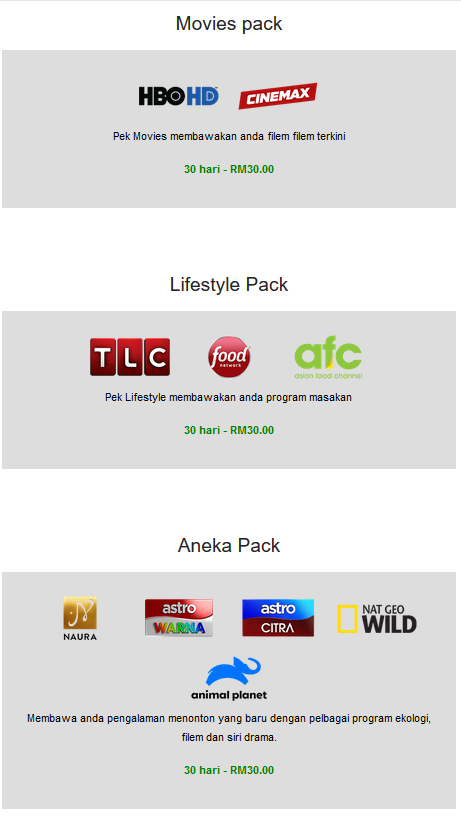 Movies pack
HBO HD CINEMAX
Pek Movies membawakan anda filem filem terkini
30 hari - RM30.00
Lifestyle Pack
TLC food network afc asian food channel
Pek Lifestyle membawakan anda program masakan
30 hari - RM30.00
Aneka Pack
NAURA astro WARNA astro CITRA NAT GEO WILD
animal planet
Membawa anda pengalaman menonton yang baru dengan pelbagai program ekologi,
filem dan siri drama.
30 hari - RM30.00